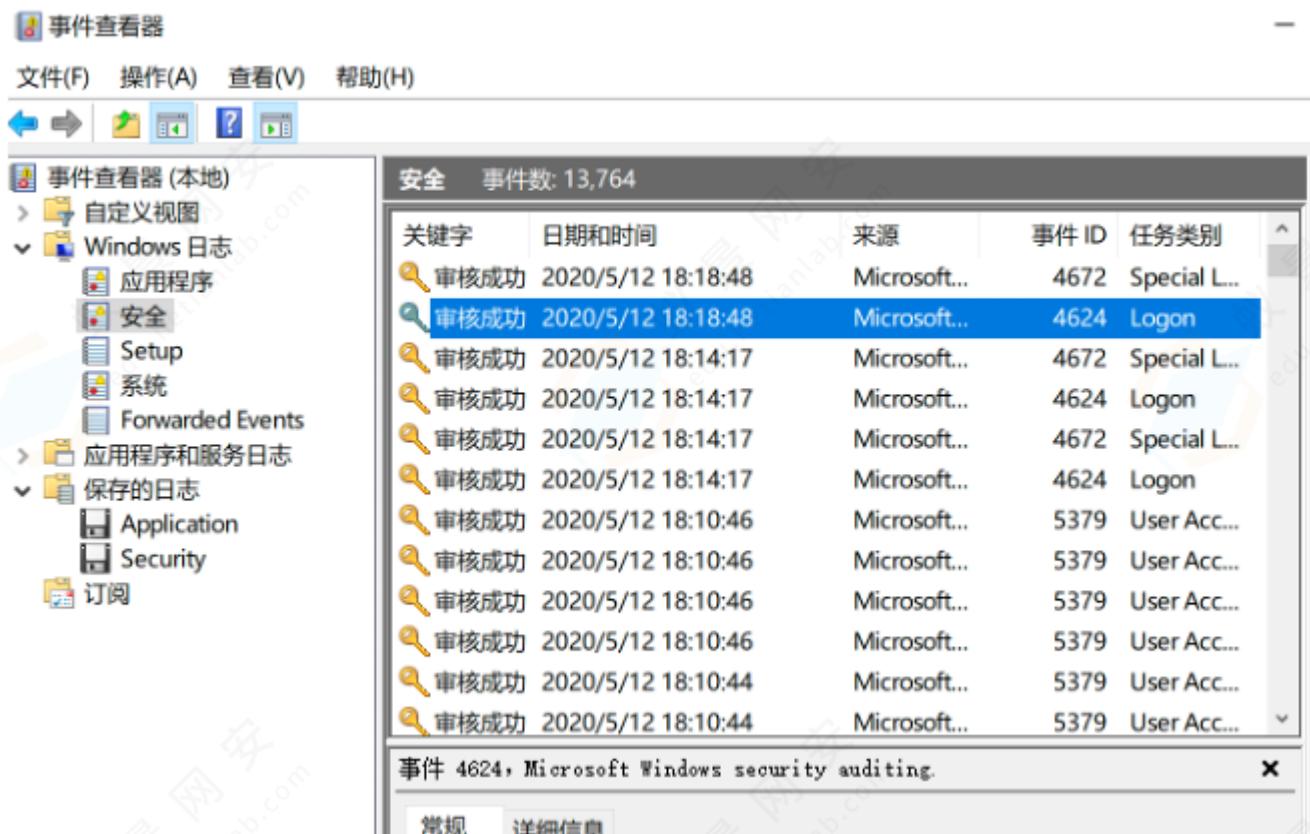 事件查看器
文件(F) 操作(A) 查看(V) 帮助(H)
事件查看器 (本地)
自定义视图
Windows 日志
应用程序
安全
Setup
系统
Forwarded Events
应用程序和服务日志
保存的日志
Application
Security
订阅
安全 事件数: 13,764
关键字 日期和时间 来源 事件 ID 任务类别
审核成功 2020/5/12 18:18:48 Microsoft... 4672 Special L...
审核成功 2020/5/12 18:18:48 Microsoft... 4624 Logon
审核成功 2020/5/12 18:14:17 Microsoft... 4672 Special L...
审核成功 2020/5/12 18:14:17 Microsoft... 4624 Logon
审核成功 2020/5/12 18:14:17 Microsoft... 4672 Special L...
审核成功 2020/5/12 18:14:17 Microsoft... 4624 Logon
审核成功 2020/5/12 18:10:46 Microsoft... 5379 User Acc...
审核成功 2020/5/12 18:10:46 Microsoft... 5379 User Acc...
审核成功 2020/5/12 18:10:46 Microsoft... 5379 User Acc...
审核成功 2020/5/12 18:10:46 Microsoft... 5379 User Acc...
审核成功 2020/5/12 18:10:44 Microsoft... 5379 User Acc...
审核成功 2020/5/12 18:10:44 Microsoft... 5379 User Acc...
事件 4624，Microsoft Windows security auditing.
常规 详细信息